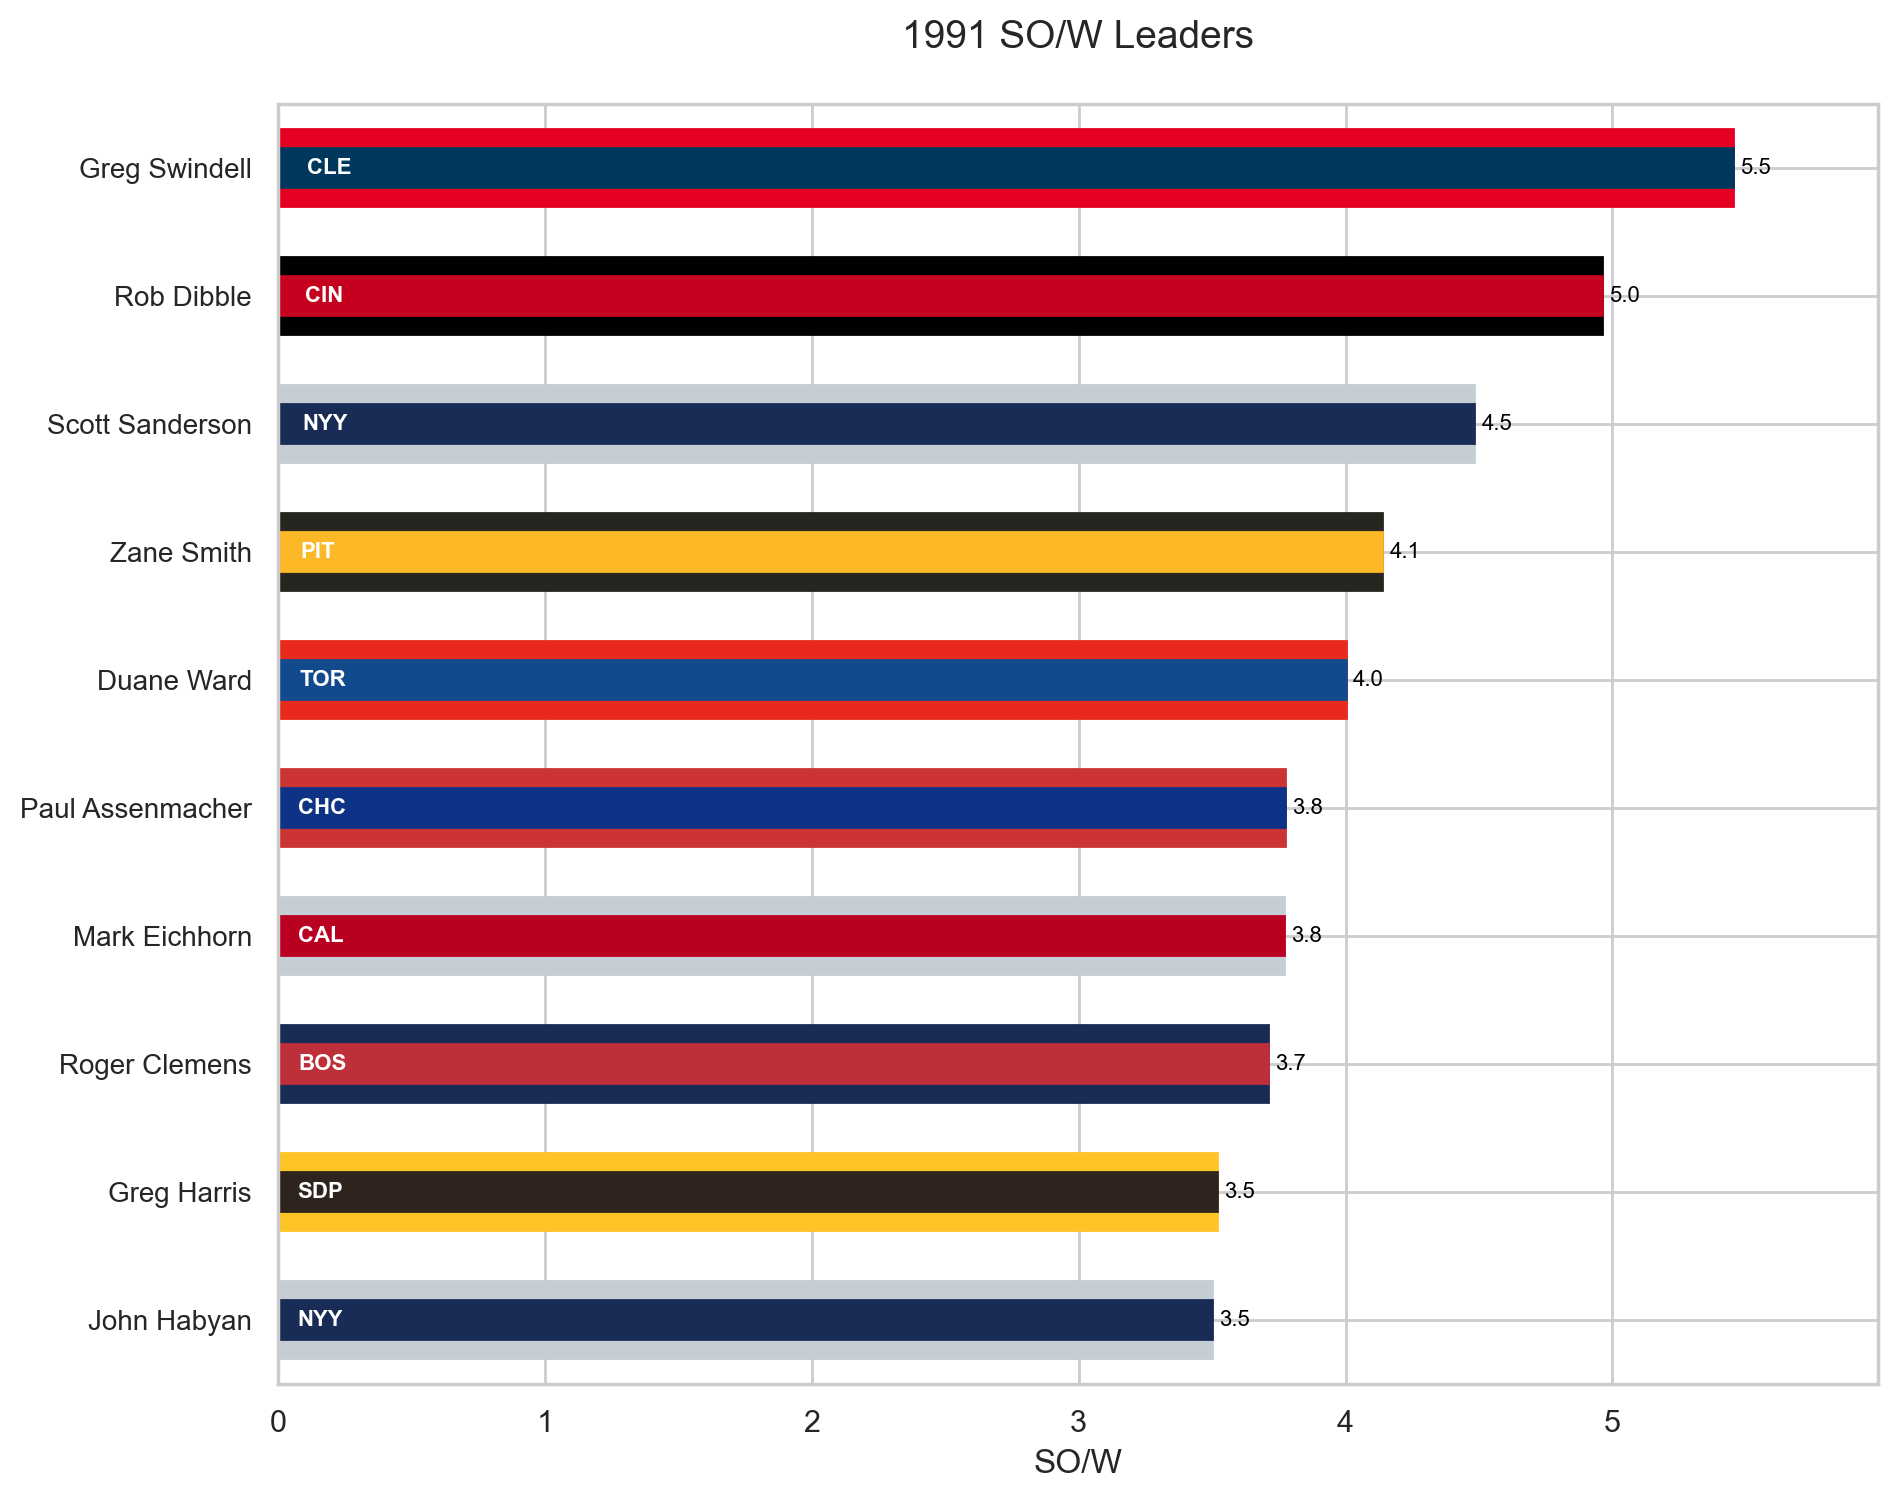 1991 SO/W Leaders
Greg Swindell CLE 5.5
Rob Dibble CIN 5.0
Scott Sanderson NYY 4.5
Zane Smith PIT 4.1
Duane Ward TOR 4.0
Paul Assenmacher CHC 3.8
Mark Eichhorn CAL 3.8
Roger Clemens BOS 3.7
Greg Harris SDP 3.5
John Habyan NYY 3.5
0 1 2 3 4 5
SO/W